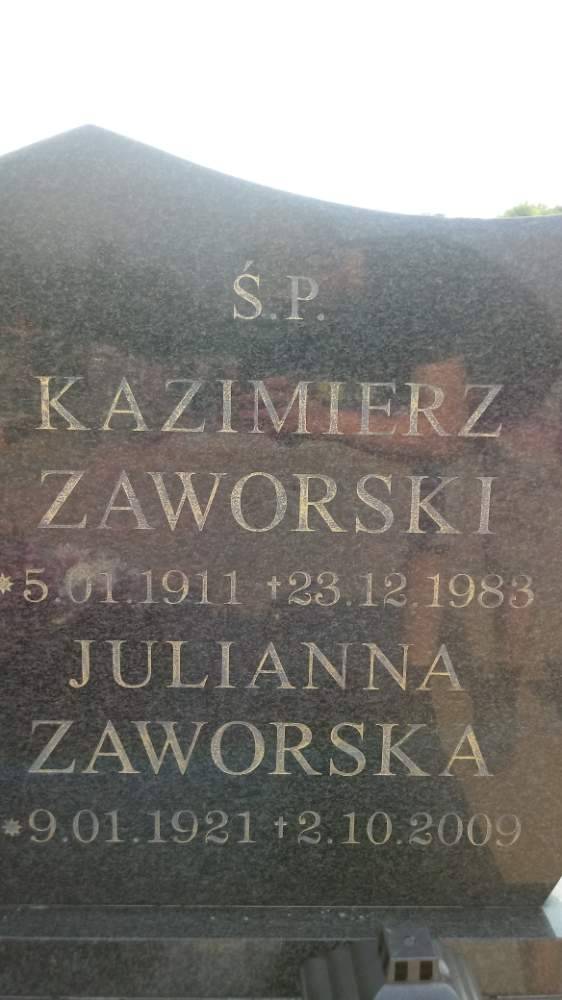 Ś.P.
KAZIMIERZ
ZAWORSKI
*5.01.1911 †23.12.1983
JULIANNA
ZAWORSKA
*9.01.1921 †2.10.2009